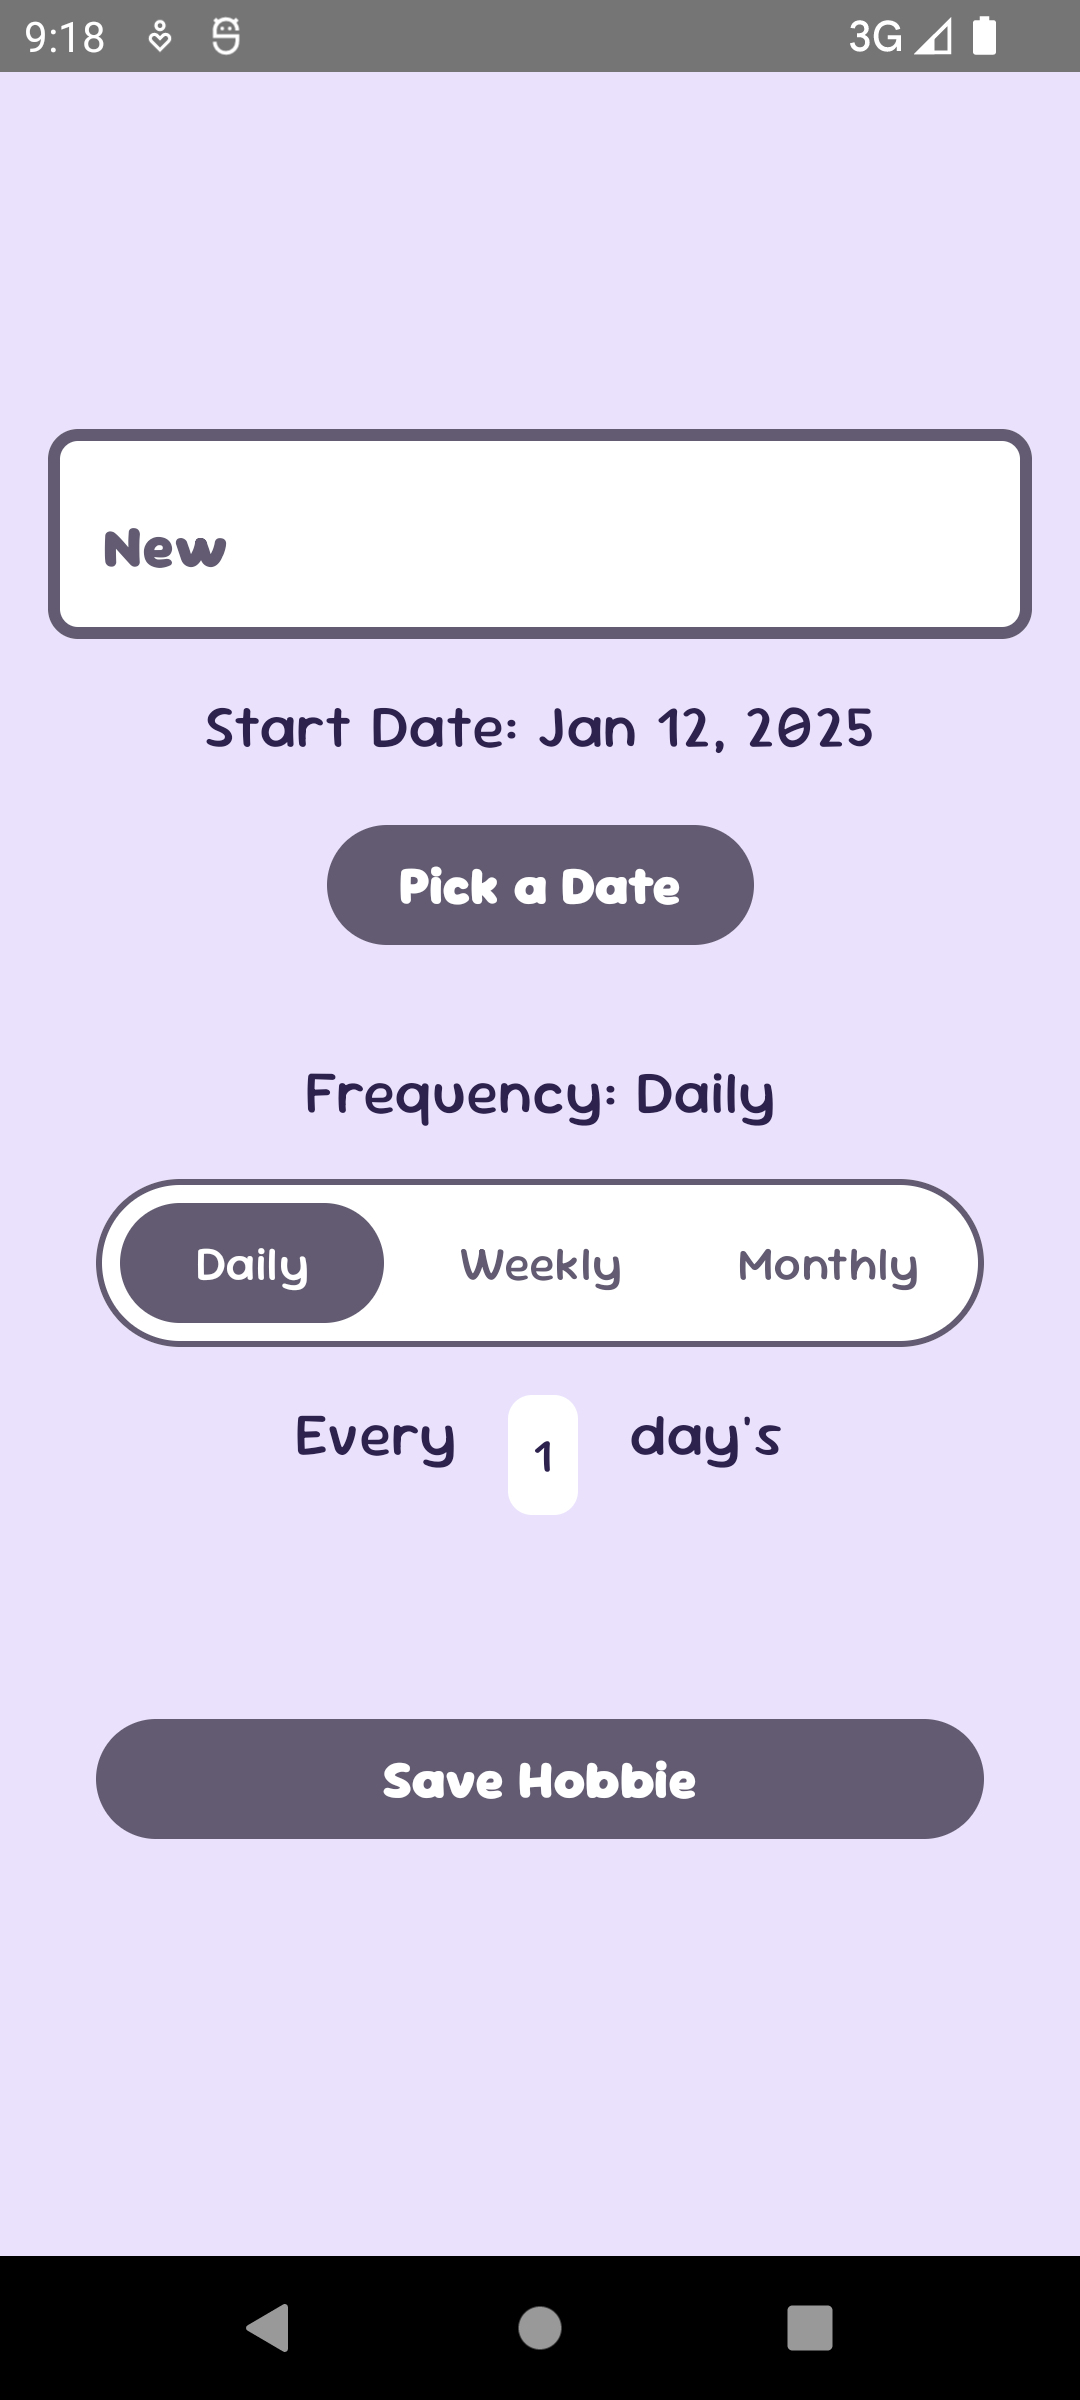 9:18 3G
New
Start Date: Jan 12, 2025
Pick a Date
Frequency: Daily
Daily Weekly Monthly
Every 1 day's
Save Hobbie